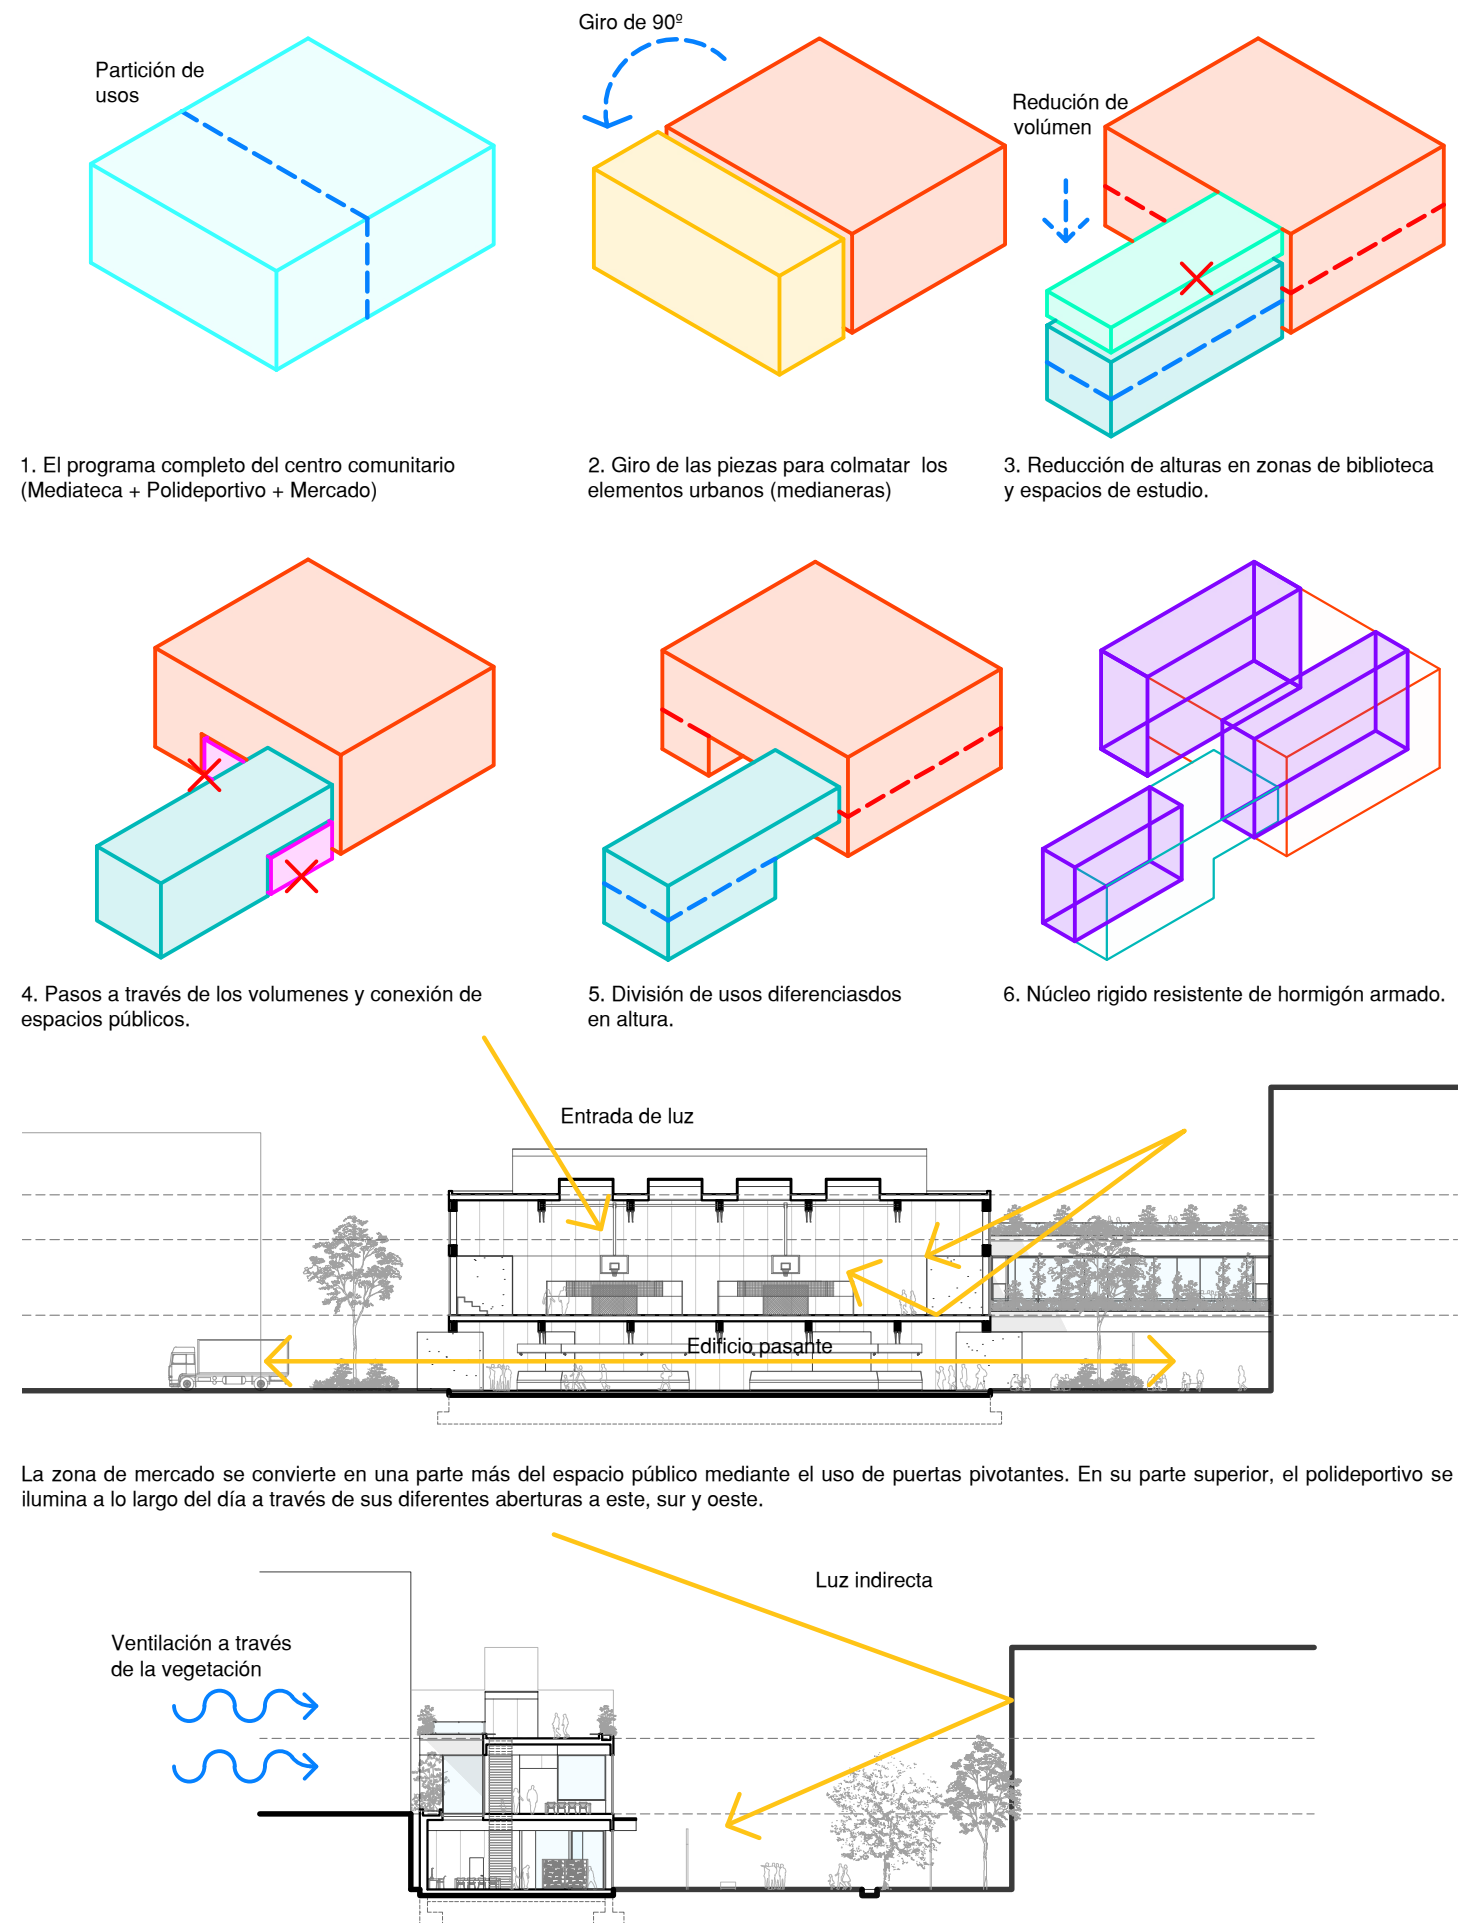 Giro de 90º
Partición de
usos
Redución de
volúmen
1. El programa completo del centro comunitario
(Mediateca + Polideportivo + Mercado)
2. Giro de las piezas para colmatar los
elementos urbanos (medianeras)
3. Reducción de alturas en zonas de biblioteca
y espacios de estudio.
4. Pasos a través de los volumenes y conexión de
espacios públicos.
5. División de usos diferenciasdos
en altura.
6. Núcleo rigido resistente de hormigón armado.
Entrada de luz
Edificio pasante
La zona de mercado se convierte en una parte más del espacio público mediante el uso de puertas pivotantes. En su parte superior, el polideportivo se
ilumina a lo largo del día a través de sus diferentes aberturas a este, sur y oeste.
Luz indirecta
Ventilación a través
de la vegetación